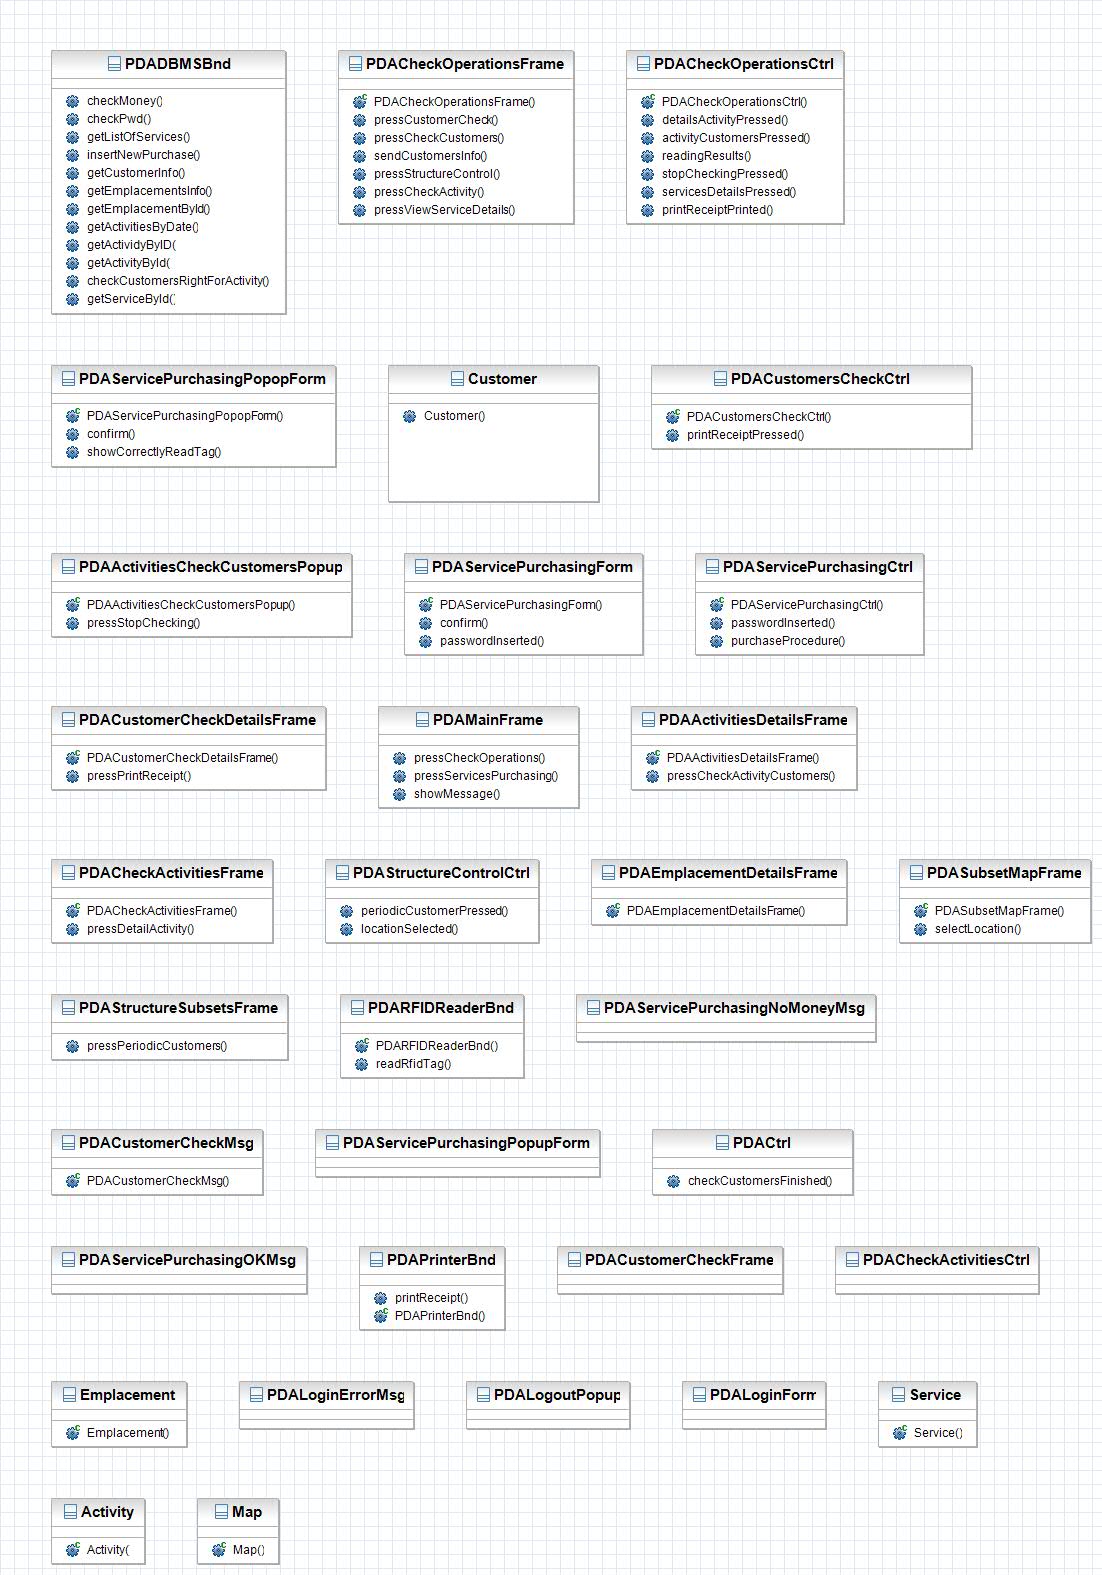 PDADBMSBnd
checkMoney()
checkPwd()
getListOfServices()
insertNewPurchase()
getCustomerInfo()
getEmplacementsInfo()
getEmplacementById()
getActivitiesByDate()
getActividyByID(
getActivityById(
checkCustomersRightForActivity()
getServiceById()
PDACheckOperationsFrame
PDACheckOperationsFrame()
pressCustomerCheck()
pressCheckCustomers()
sendCustomersInfo()
pressStructureControl()
pressCheckActivity()
pressViewServiceDetails()
PDACheckOperationsCtrl
PDACheckOperationsCtrl()
detailsActivityPressed()
activityCustomersPressed()
readingResults()
stopCheckingPressed()
servicesDetailsPressed()
printReceiptPrinted()
PDAServicePurchasingPopopForm
PDAServicePurchasingPopopForm()
confirm()
showCorrectlyReadTag()
Customer
Customer()
PDACustomersCheckCtrl
PDACustomersCheckCtrl()
printReceiptPressed()
PDAActivitiesCheckCustomersPopup
PDAActivitiesCheckCustomersPopup()
pressStopChecking()
PDAServicePurchasingForm
PDAServicePurchasingForm()
confirm()
passwordInserted()
PDAServicePurchasingCtrl
PDAServicePurchasingCtrl()
passwordInserted()
purchaseProcedure()
PDACustomerCheckDetailsFrame
PDACustomerCheckDetailsFrame()
pressPrintReceipt()
PDAMainFrame
pressCheckOperations()
pressServicesPurchasing()
showMessage()
PDAActivitiesDetailsFrame
PDAActivitiesDetailsFrame()
pressCheckActivityCustomers()
PDACheckActivitiesFrame
PDACheckActivitiesFrame()
pressDetailActivity()
PDAStructureControlCtrl
periodicCustomerPressed()
locationSelected()
PDAEmplacementDetailsFrame
PDAEmplacementDetailsFrame()
PDASubsetMapFrame
PDASubsetMapFrame()
selectLocation()
PDAStructureSubsetsFrame
pressPeriodicCustomers()
PDARFIDReaderBnd
PDARFIDReaderBnd()
readRfidTag()
PDAServicePurchasingNoMoneyMsg
PDACustomerCheckMsg
PDACustomerCheckMsg()
PDAServicePurchasingPopupForm
PDACtrl
checkCustomersFinished()
PDAServicePurchasingOKMsg
PDAPrinterBnd
printReceipt()
PDAPrinterBnd()
PDACustomerCheckFrame
PDACheckActivitiesCtrl
Emplacement
Emplacement()
PDALoginErrorMsg
PDALogoutPopup
PDALoginForm
Service
Service()
Activity
Activity(
Map
Map()